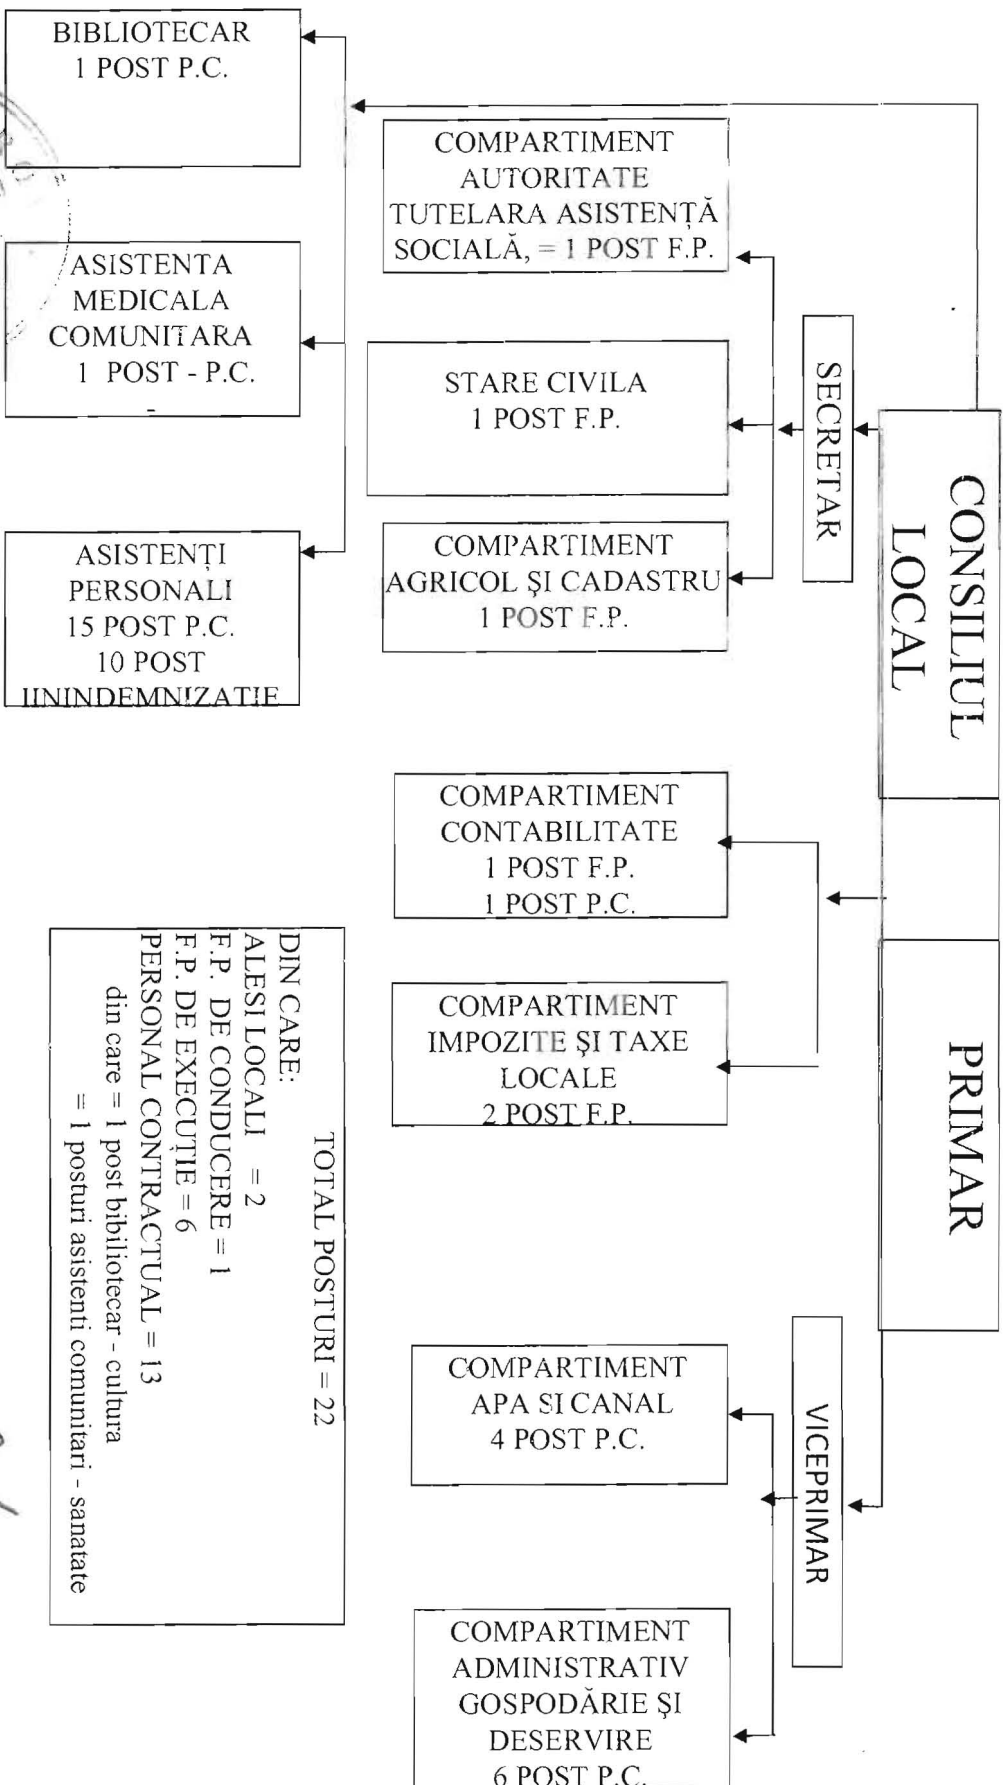 CONSILIUL
LOCAL
PRIMAR
SECRETAR
VICEPRIMAR
COMPARTIMENT
AUTORITATE
TUTELARA ASISTENȚĂ
SOCIALĂ, = 1 POST F.P.
STARE CIVILA
1 POST F.P.
COMPARTIMENT
AGRICOL ŞI CADASTRU
1 POST F.P.
COMPARTIMENT
CONTABILITATE
1 POST F.P.
1 POST P.C.
COMPARTIMENT
IMPOZITE ŞI TAXE
LOCALE
2 POST F.P.
COMPARTIMENT
APA SI CANAL
4 POST P.C.
COMPARTIMENT
ADMINISTRATIV
GOSPODĂRIE ŞI
DESERVIRE
6 POST P.C.
BIBLIOTECAR
1 POST P.C.
ASISTENTA
MEDICALA
COMUNITARA
1 POST - P.C.
-
ASISTENȚI
PERSONALI
15 POST P.C.
10 POST
IININDEMNIZATIE
TOTAL POSTURI = 22
DIN CARE:
ALESI LOCALI = 2
F.P. DE CONDUCERE = 1
F.P. DE EXECUȚIE = 6
PERSONAL CONTRACTUAL = 13
din care = 1 post bibiliotecar - cultura
= 1 posturi asistenti comunitari - sanatate